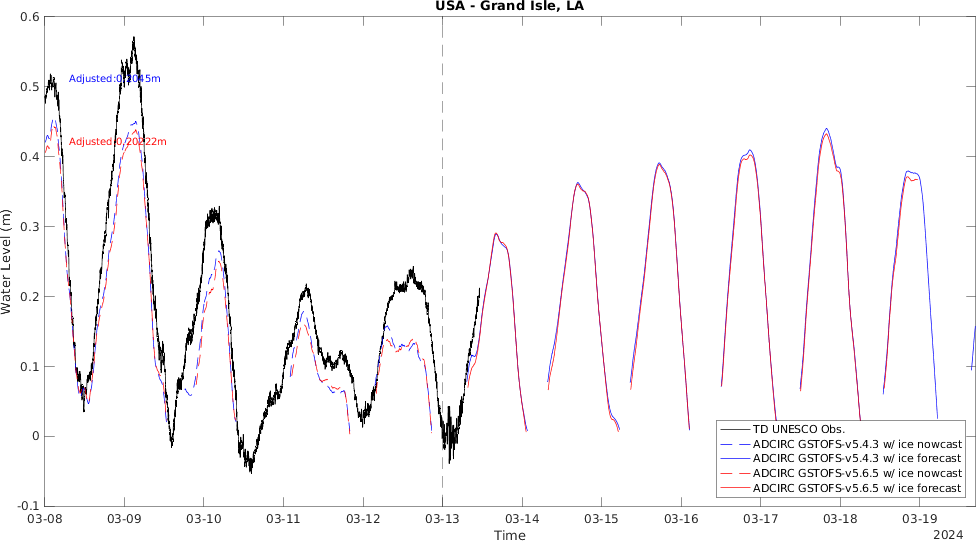 USA - Grand Isle, LA
0.6
0.5
0.4
0.3
0.2
0.1
0
-0.1
Water Level (m)
Adjusted:0.2045m
Adjusted:0.20222m
TD UNESCO Obs.
ADCIRC GSTOFS-v5.4.3 w/ ice nowcast
ADCIRC GSTOFS-v5.4.3 w/ ice forecast
ADCIRC GSTOFS-v5.6.5 w/ ice nowcast
ADCIRC GSTOFS-v5.6.5 w/ ice forecast
03-08 03-09 03-10 03-11 03-12 03-13 03-14 03-15 03-16 03-17 03-18 03-19
Time
2024